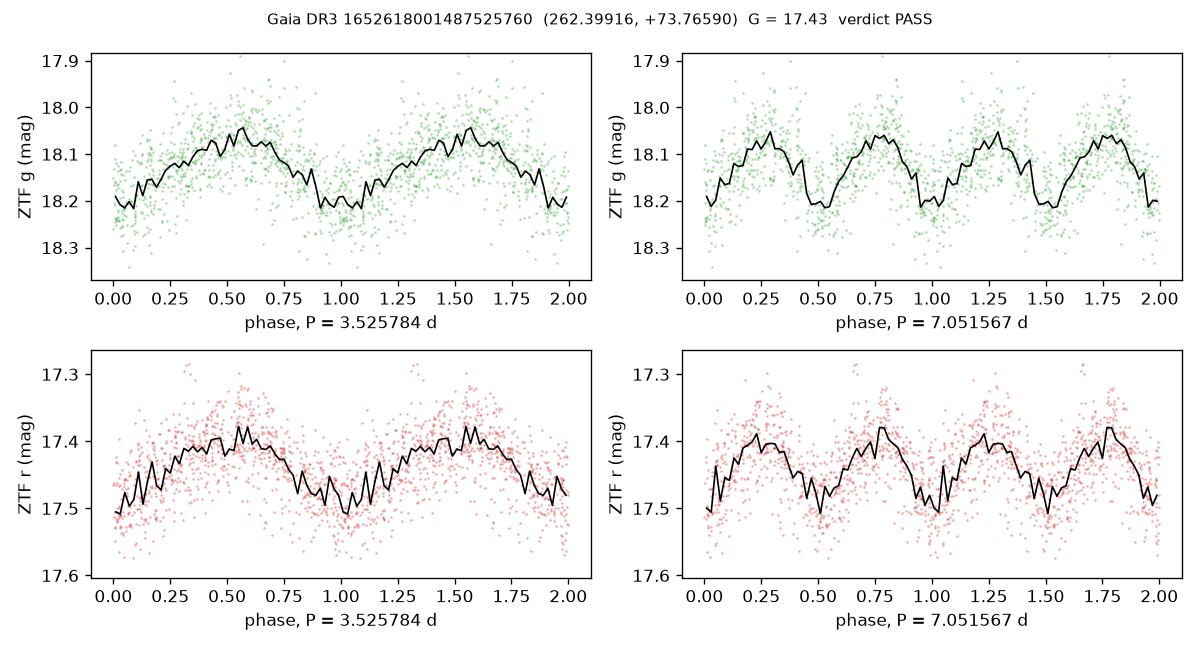 Gaia DR3 1652618001487525760  (262.39916, +73.76590)  G = 17.43  verdict PASS
ZTF g (mag)
17.9
18.0
18.1
18.2
18.3
0.00 0.25 0.50 0.75 1.00 1.25 1.50 1.75 2.00
phase, P = 3.525784 d
ZTF g (mag)
17.9
18.0
18.1
18.2
18.3
0.00 0.25 0.50 0.75 1.00 1.25 1.50 1.75 2.00
phase, P = 7.051567 d
ZTF r (mag)
17.3
17.4
17.5
17.6
0.00 0.25 0.50 0.75 1.00 1.25 1.50 1.75 2.00
phase, P = 3.525784 d
ZTF r (mag)
17.3
17.4
17.5
17.6
0.00 0.25 0.50 0.75 1.00 1.25 1.50 1.75 2.00
phase, P = 7.051567 d